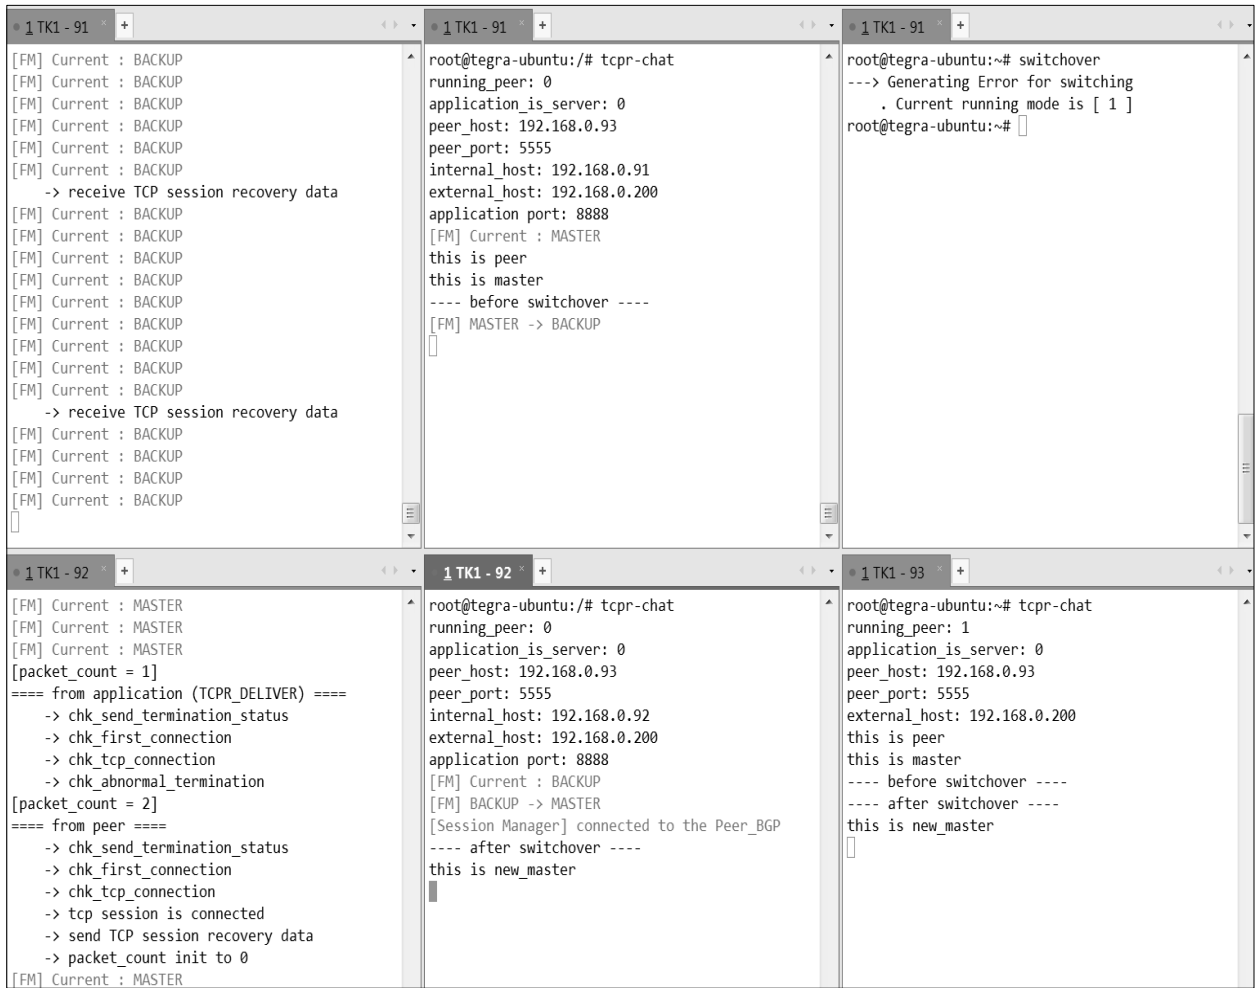 1 TK1 - 91 × +
[FM] Current : BACKUP
[FM] Current : BACKUP
[FM] Current : BACKUP
[FM] Current : BACKUP
[FM] Current : BACKUP
[FM] Current : BACKUP
-> receive TCP session recovery data
[FM] Current : BACKUP
[FM] Current : BACKUP
[FM] Current : BACKUP
[FM] Current : BACKUP
[FM] Current : BACKUP
[FM] Current : BACKUP
[FM] Current : BACKUP
[FM] Current : BACKUP
[FM] Current : BACKUP
-> receive TCP session recovery data
[FM] Current : BACKUP
[FM] Current : BACKUP
[FM] Current : BACKUP
[FM] Current : BACKUP
1 TK1 - 91 × +
root@tegra-ubuntu:/# tcpr-chat
running_peer: 0
application_is_server: 0
peer_host: 192.168.0.93
peer_port: 5555
internal_host: 192.168.0.91
external_host: 192.168.0.200
application port: 8888
[FM] Current : MASTER
this is peer
this is master
---- before switchover ----
[FM] MASTER -> BACKUP
1 TK1 - 91 × +
root@tegra-ubuntu:~# switchover
---> Generating Error for switching
. Current running mode is [ 1 ]
root@tegra-ubuntu:~#
1 TK1 - 92 × +
[FM] Current : MASTER
[FM] Current : MASTER
[FM] Current : MASTER
[packet_count = 1]
==== from application (TCPR_DELIVER) ====
-> chk_send_termination_status
-> chk_first_connection
-> chk_tcp_connection
-> chk_abnormal_termination
[packet_count = 2]
==== from peer ====
-> chk_send_termination_status
-> chk_first_connection
-> chk_tcp_connection
-> tcp session is connected
-> send TCP session recovery data
-> packet_count init to 0
[FM] Current : MASTER
1 TK1 - 92 × +
root@tegra-ubuntu:/# tcpr-chat
running_peer: 0
application_is_server: 0
peer_host: 192.168.0.93
peer_port: 5555
internal_host: 192.168.0.92
external_host: 192.168.0.200
application port: 8888
[FM] Current : BACKUP
[FM] BACKUP -> MASTER
[Session Manager] connected to the Peer_BGP
---- after switchover ----
this is new_master
1 TK1 - 93 × +
root@tegra-ubuntu:~# tcpr-chat
running_peer: 1
application_is_server: 0
peer_host: 192.168.0.93
peer_port: 5555
external_host: 192.168.0.200
this is peer
this is master
---- before switchover ----
---- after switchover ----
this is new_master